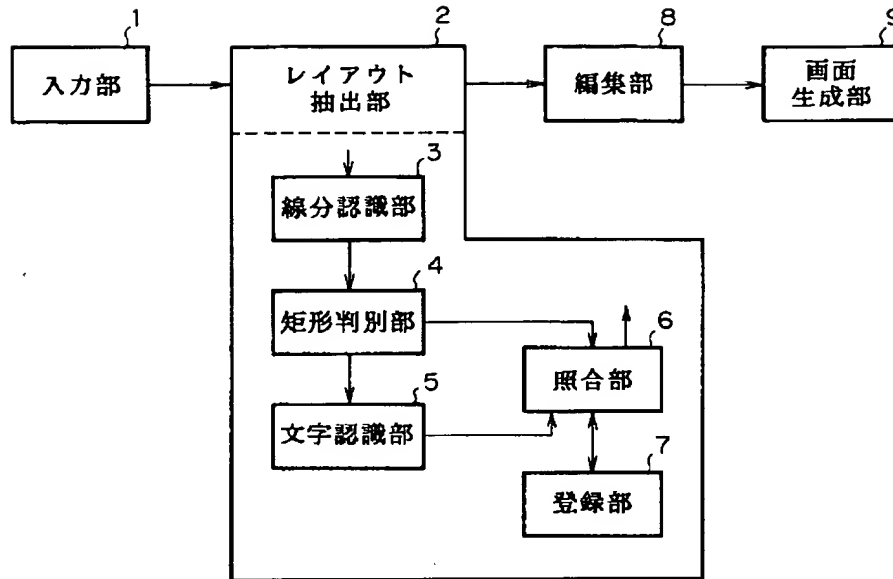 1
入力部
2
レイアウト
抽出部
8
編集部
9
画面
生成部
3
線分認識部
4
矩形判別部
6
照合部
5
文字認識部
7
登録部